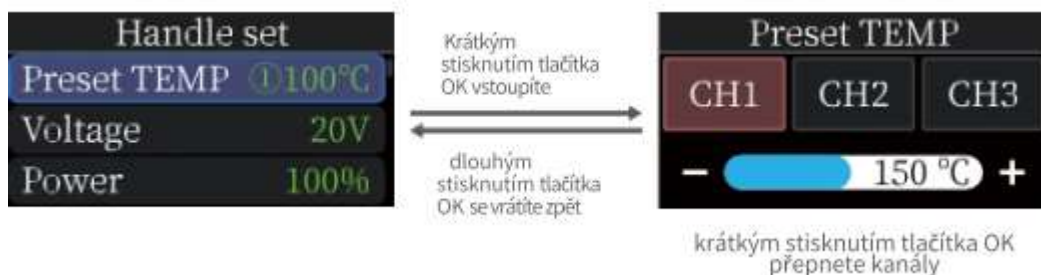 Handle set
Preset TEMP ①100℃
Voltage 20V
Power 100%
Krátkým
stisknutím tlačítka
OK vstoupíte
dlouhým
stisknutím tlačítka
OK se vrátíte zpět
Preset TEMP
CH1 CH2 CH3
− 150 ℃ +
krátkým stisknutím tlačítka OK
přepnete kanály